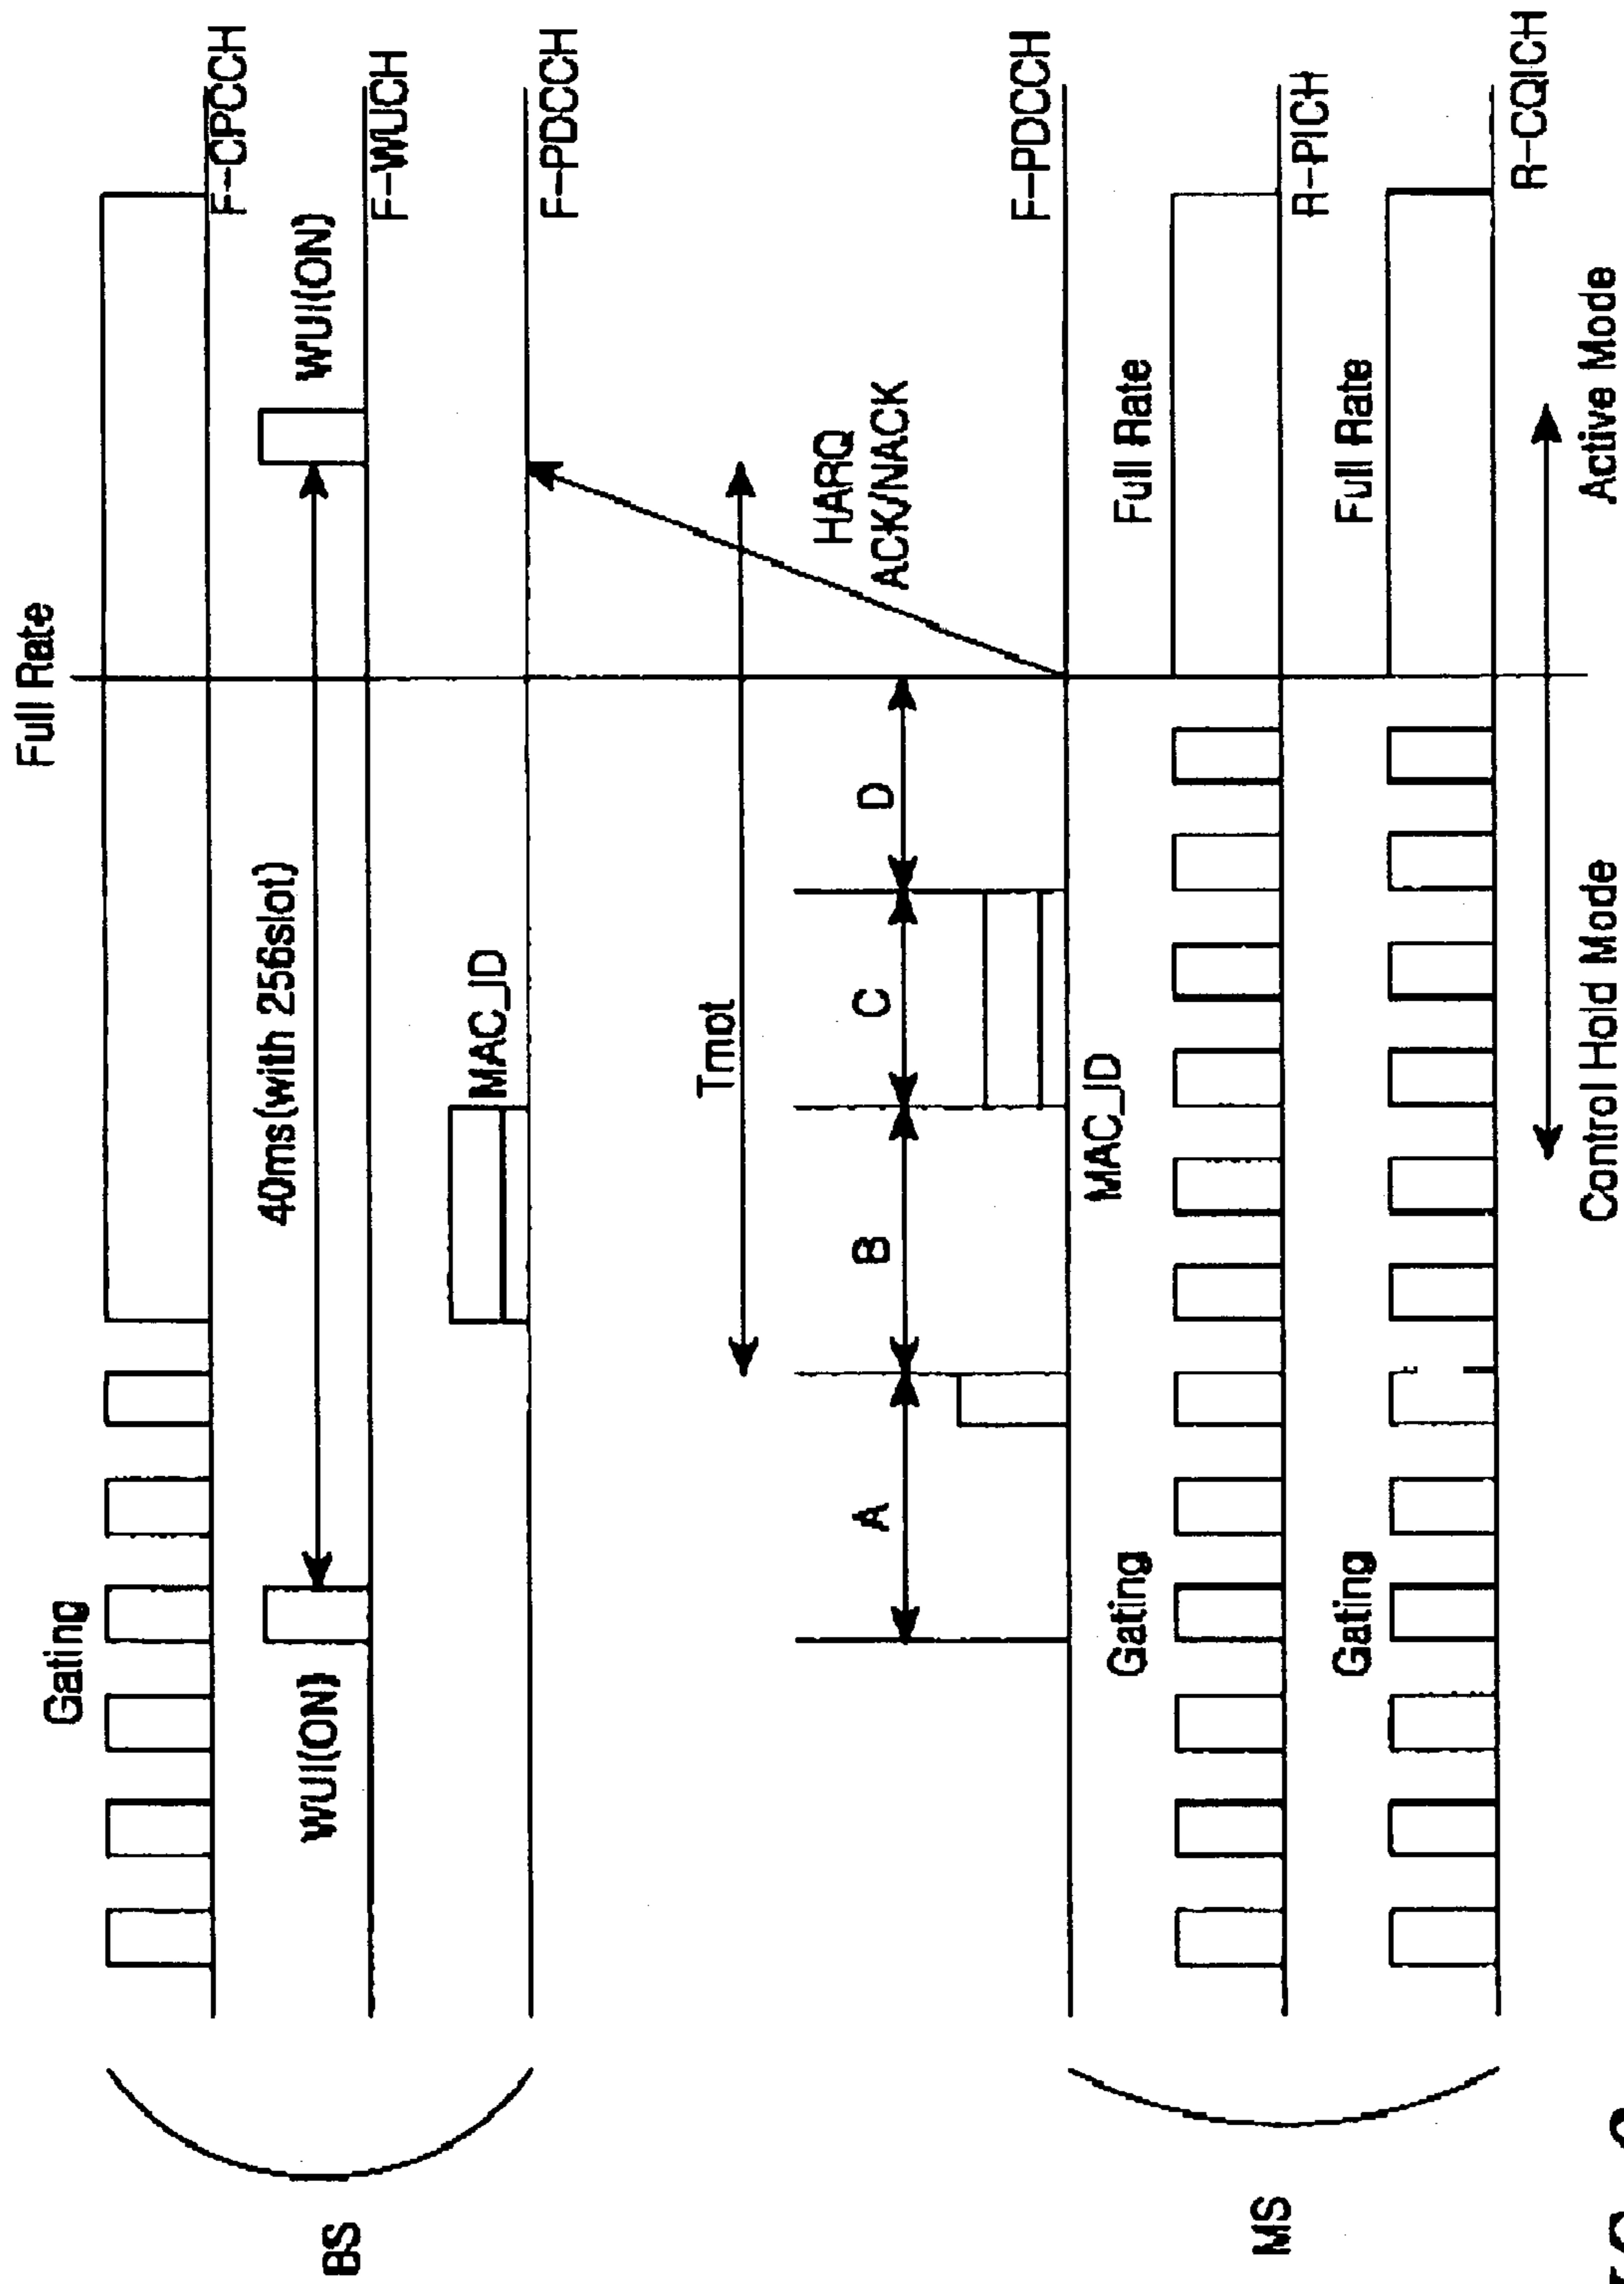 Full Rate
Gating
F-CPCCH
40ms(with 256slot)
WUI(ON)
WUI(ON)
F-WUCH
MAC_ID
F-PDCCH
BS
Tmot
HARQ
ACK/NACK
A
B
C
D
F-PDCCH
MAC_ID
Gating
Full Rate
R-PICH
Gating
Full Rate
R-CQICH
MS
Control Hold Mode
Active Mode